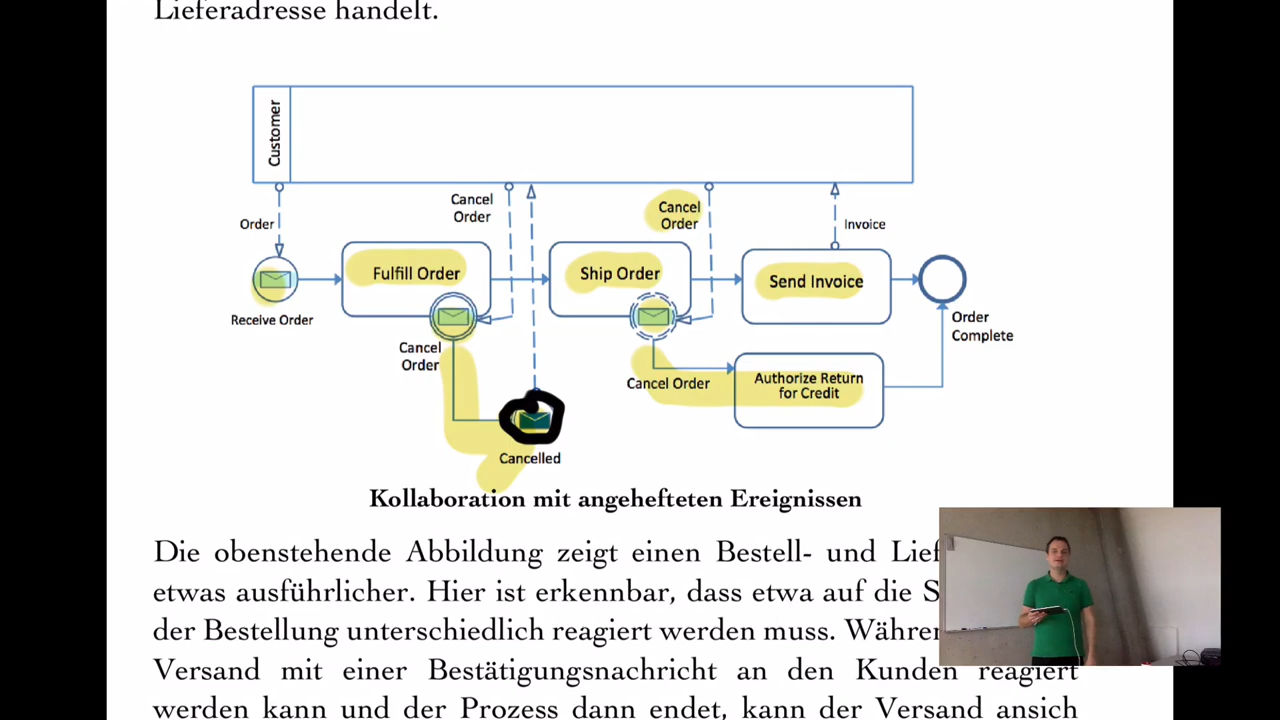 Lieferadresse handelt.
Customer
Cancel
Order
Cancel
Order
Order
Invoice
Fulfill Order
Ship Order
Send Invoice
Receive Order
Order
Complete
Cancel
Order
Cancel Order
Authorize Return
for Credit
Cancelled
Kollaboration mit angehefteten Ereignissen
Die obenstehende Abbildung zeigt einen Bestell- und
etwas ausführlicher. Hier ist erkennbar, dass etwa auf die
der Bestellung unterschiedlich reagiert werden muss.
Versand mit einer Bestätigungsnachricht an den Kunden reagiert
werden kann und der Prozess dann endet, kann der Versand ansich